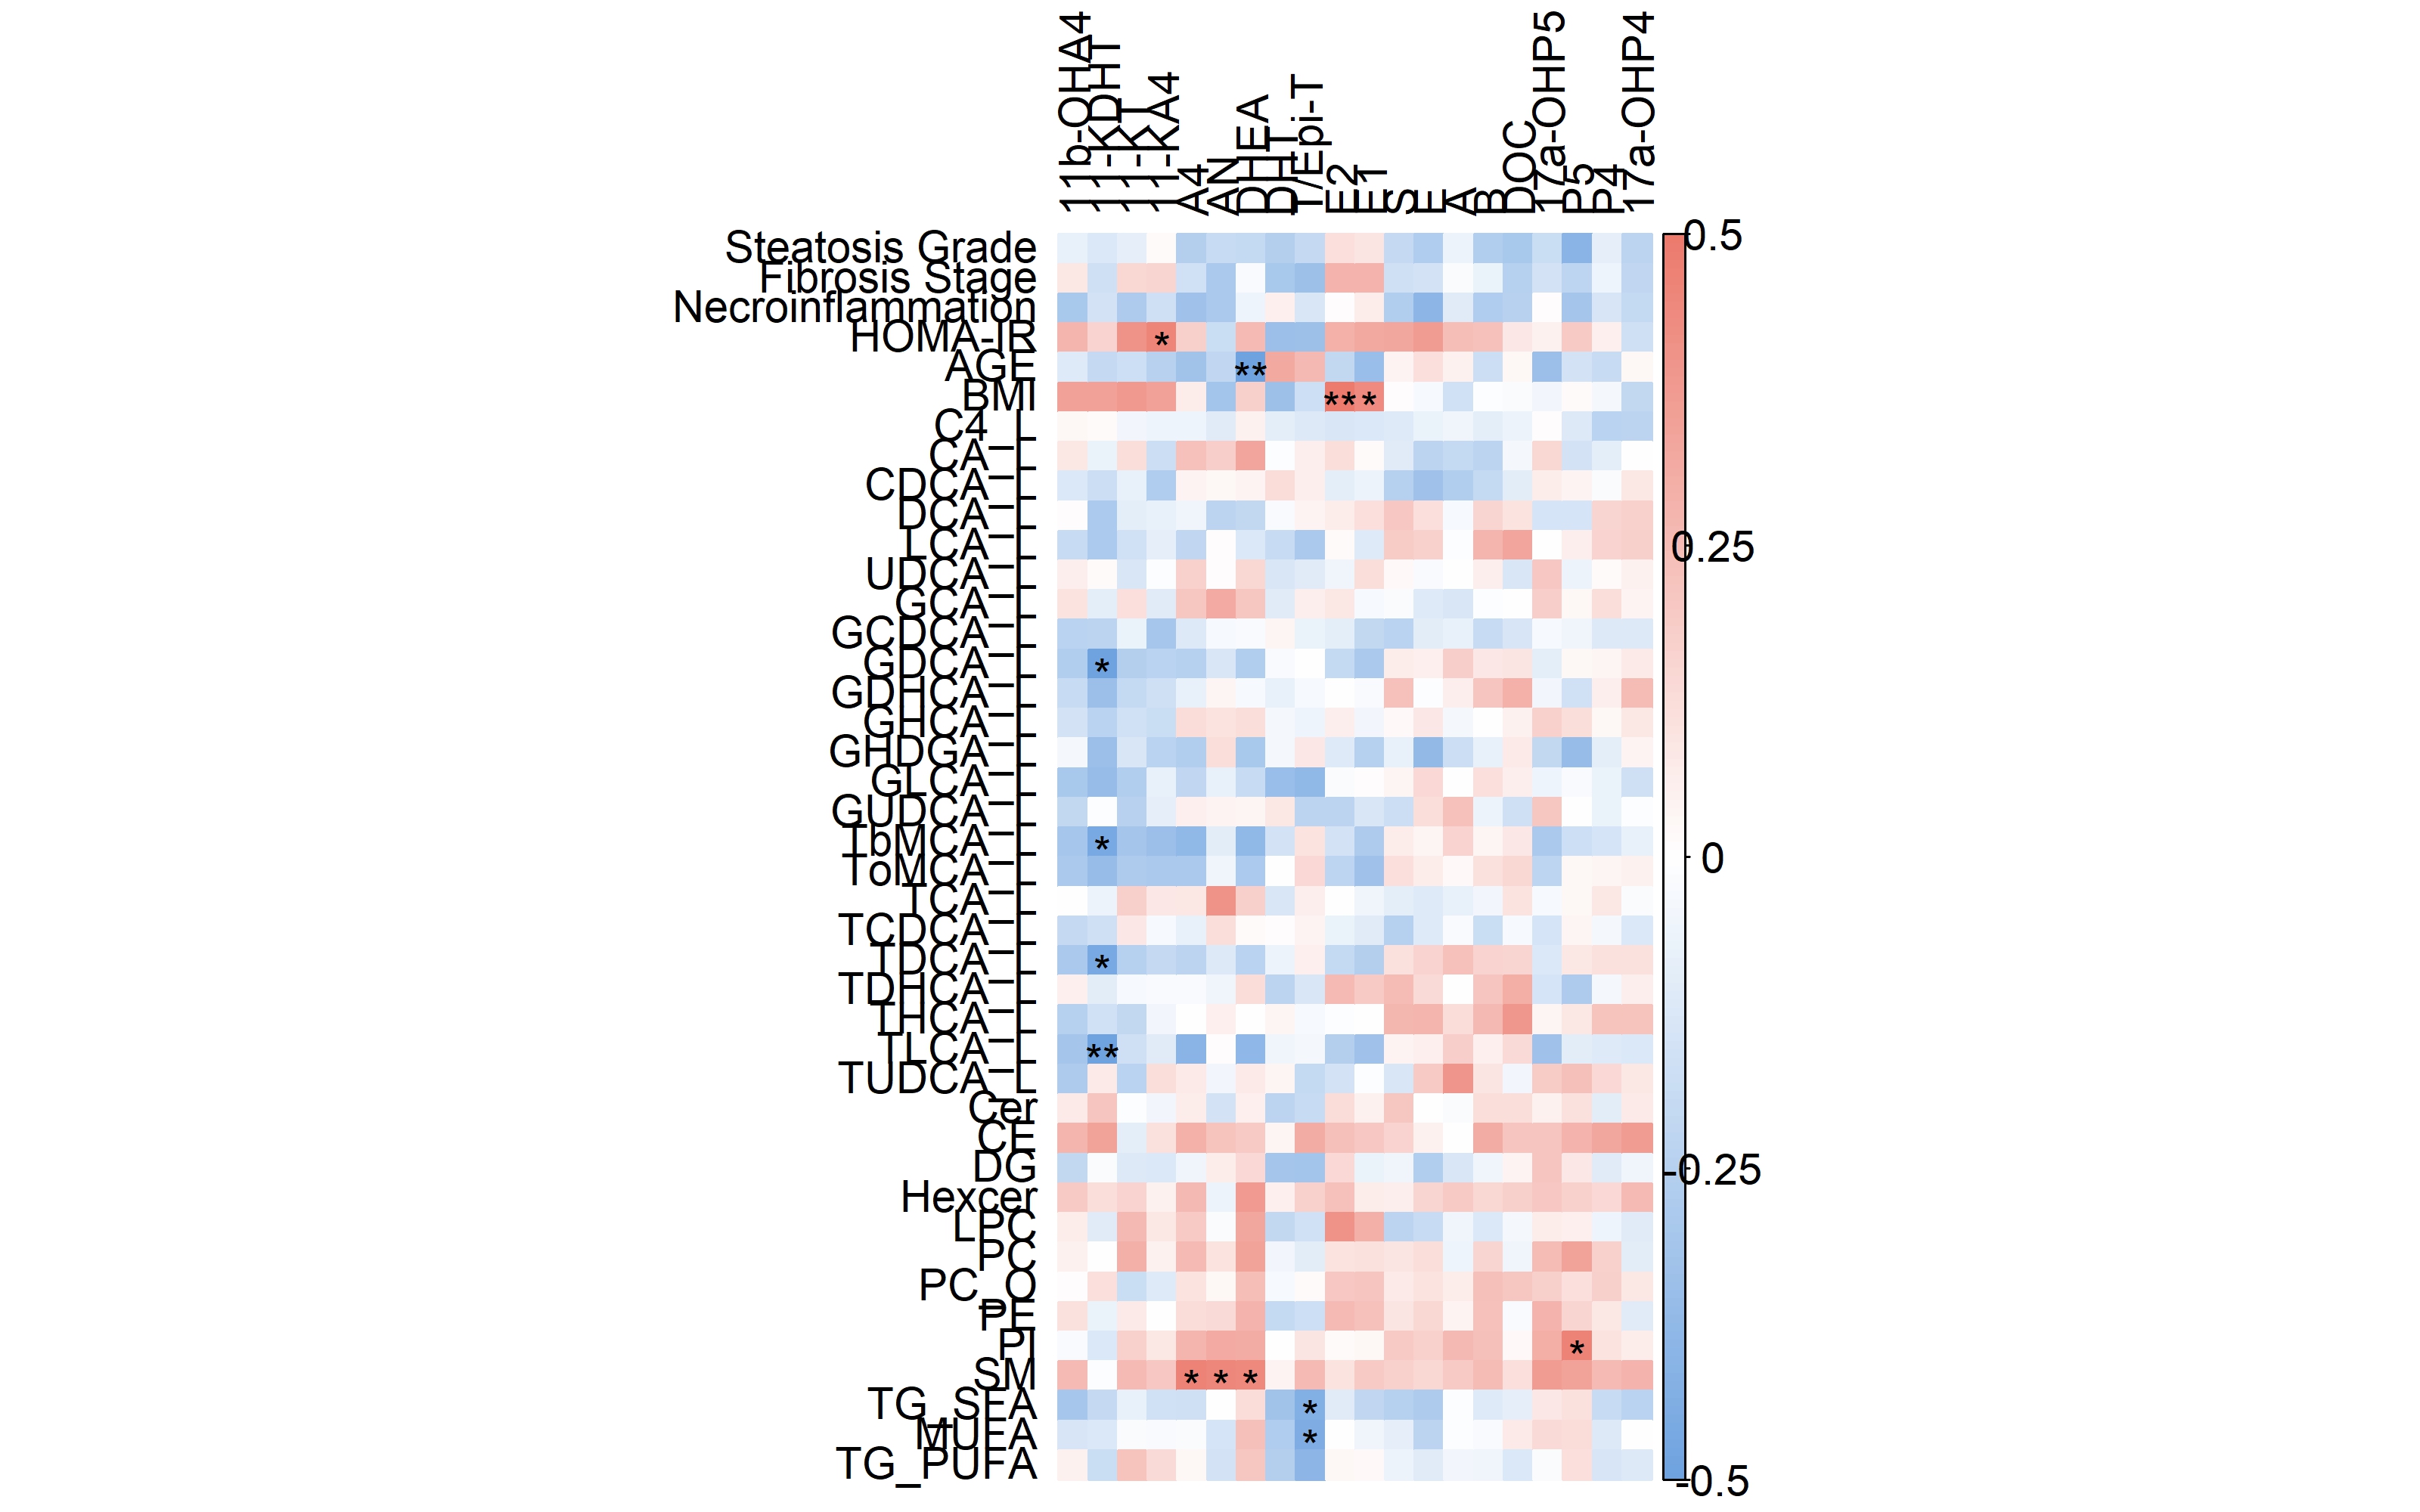 11b-OHA4
11-KDHT
11-KT
11-KA4
A4
AN
DHEA
DHT
T/Epi-T
E2
E1
S
E
A
B
DOC
17a-OHP5
P5
P4
17a-OHP4
Steatosis Grade
Fibrosis Stage
Necroinflammation
HOMA-IR *
AGE **
BMI ** *
C4_L
CA_L
CDCA_L
DCA_L
LCA_L
UDCA_L
GCA_L
GCDCA_L
GDCA_L *
GDHCA_L
GHCA_L
GHDGA_L
GLCA_L
GUDCA_L
TbMCA_L *
ToMCA_L
TCA_L
TCDCA_L
TDCA_L *
TDHCA_L
THCA_L
TLCA_L **
TUDCA_L
Cer
CE
DG
Hexcer
LPC
PC
PC_O
PE
PI *
SM * * *
TG_SFA *
MUFA *
TG_PUFA
0.5
0.25
0
-0.25
-0.5